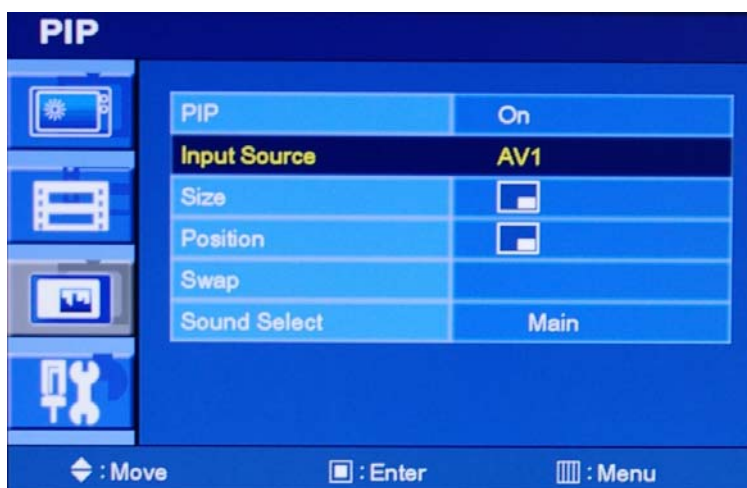 PIP
PIP On
Input Source AV1
Size
Position
Swap
Sound Select Main
: Move : Enter : Menu